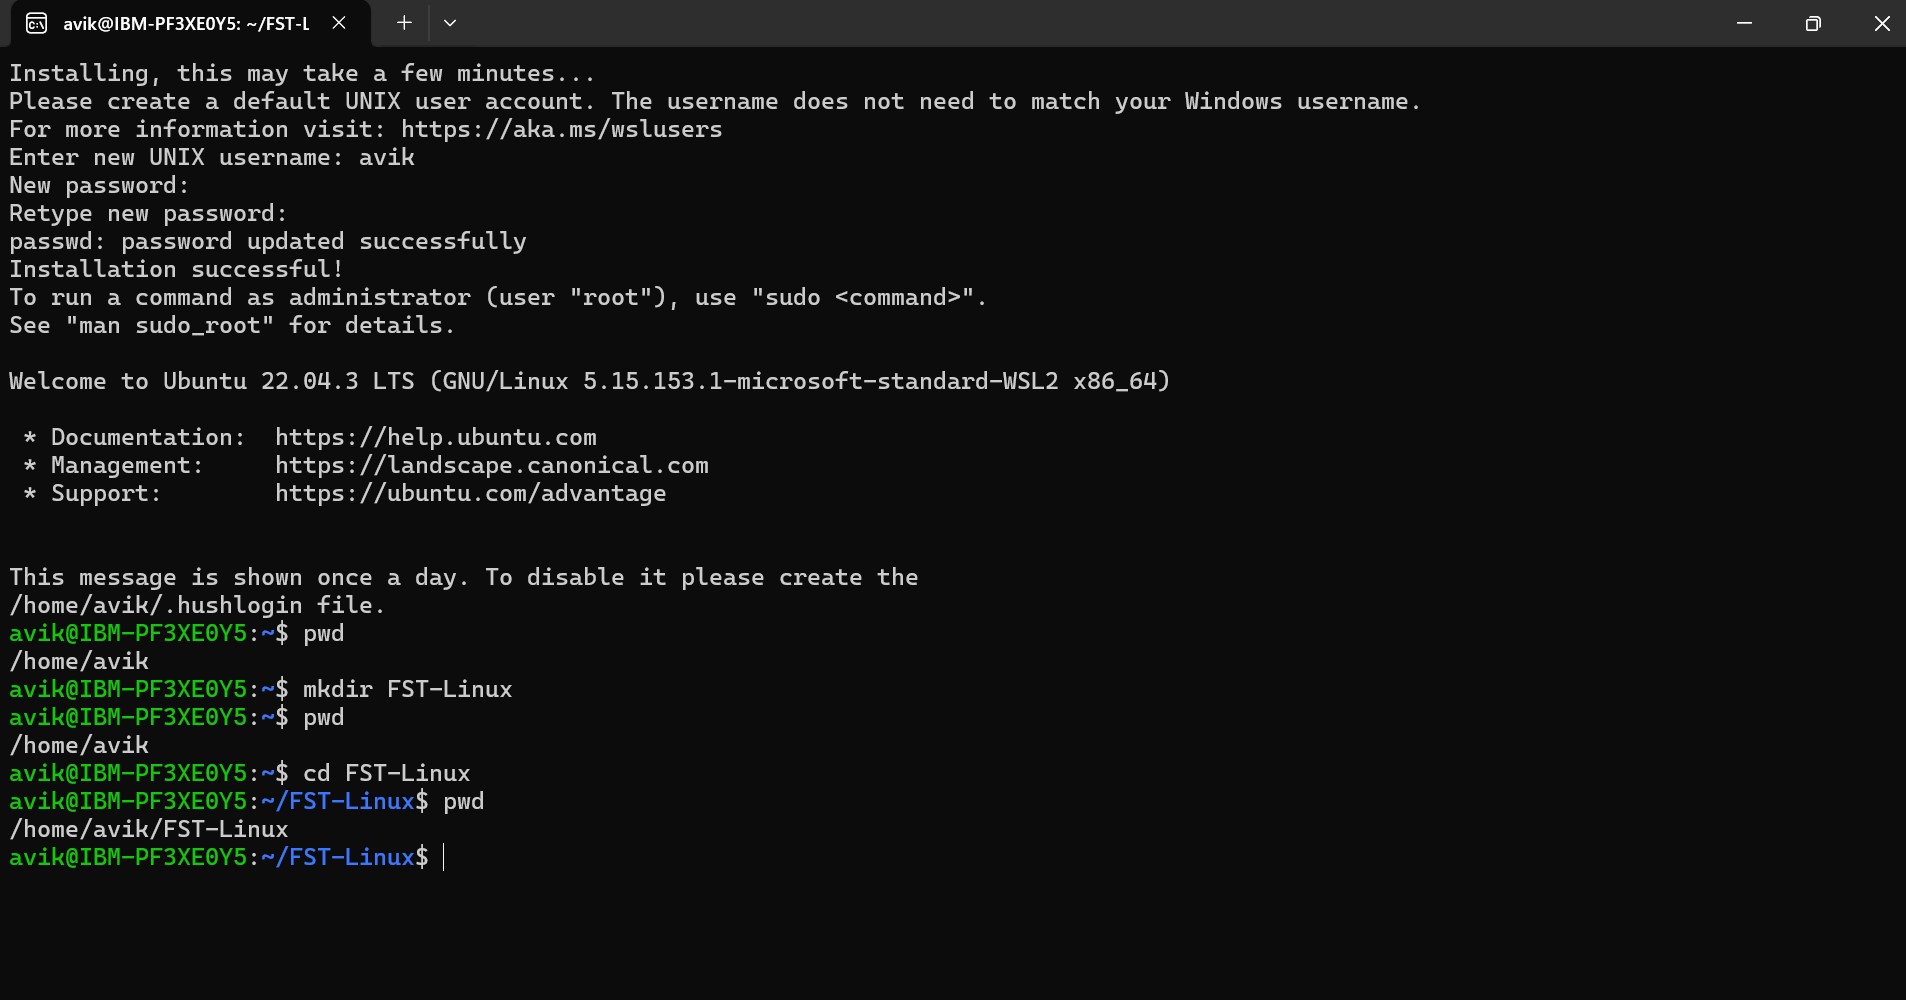 avik@IBM-PF3XE0Y5: ~/FST-L
Installing, this may take a few minutes...
Please create a default UNIX user account. The username does not need to match your Windows username.
For more information visit: https://aka.ms/wslusers
Enter new UNIX username: avik
New password:
Retype new password:
passwd: password updated successfully
Installation successful!
To run a command as administrator (user "root"), use "sudo <command>".
See "man sudo_root" for details.
Welcome to Ubuntu 22.04.3 LTS (GNU/Linux 5.15.153.1-microsoft-standard-WSL2 x86_64)
* Documentation:  https://help.ubuntu.com
* Management:     https://landscape.canonical.com
* Support:        https://ubuntu.com/advantage
This message is shown once a day. To disable it please create the
/home/avik/.hushlogin file.
avik@IBM-PF3XE0Y5:~$ pwd
/home/avik
avik@IBM-PF3XE0Y5:~$ mkdir FST-Linux
avik@IBM-PF3XE0Y5:~$ pwd
/home/avik
avik@IBM-PF3XE0Y5:~$ cd FST-Linux
avik@IBM-PF3XE0Y5:~/FST-Linux$ pwd
/home/avik/FST-Linux
avik@IBM-PF3XE0Y5:~/FST-Linux$